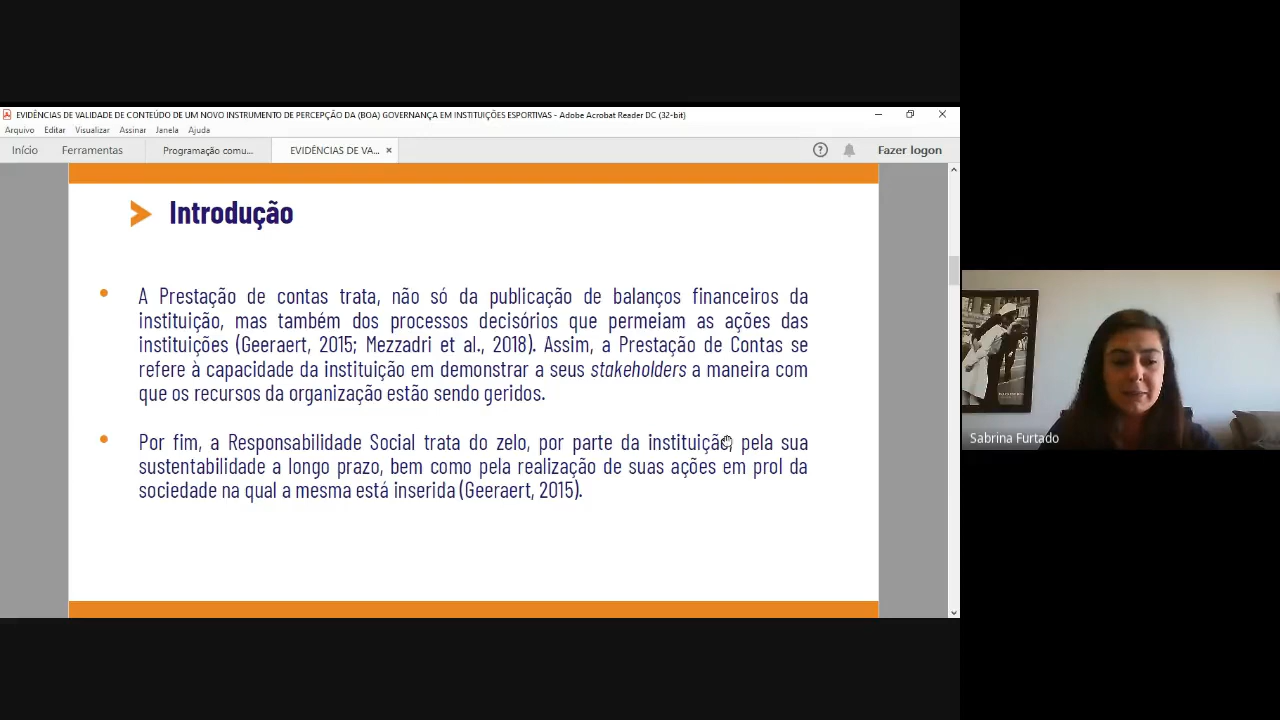 EVIDÊNCIAS DE VALIDADE DE CONTEÚDO DE UM NOVO INSTRUMENTO DE PERCEPÇÃO DA (BOA) GOVERNANÇA EM INSTITUIÇÕES ESPORTIVAS - Adobe Acrobat Reader DC (32-bit)
Arquivo Editar Visualizar Assinar Janela Ajuda
Início Ferramentas Programação comu... EVIDÊNCIAS DE VA... × Fazer logon
Introdução
A Prestação de contas trata, não só da publicação de balanços financeiros da
instituição, mas também dos processos decisórios que permeiam as ações das
instituições (Geeraert, 2015; Mezzadri et al., 2018). Assim, a Prestação de Contas se
refere à capacidade da instituição em demonstrar a seus stakeholders a maneira com
que os recursos da organização estão sendo geridos.
Por fim, a Responsabilidade Social trata do zelo, por parte da instituição, pela sua
sustentabilidade a longo prazo, bem como pela realização de suas ações em prol da
sociedade na qual a mesma está inserida (Geeraert, 2015).
Sabrina Furtado